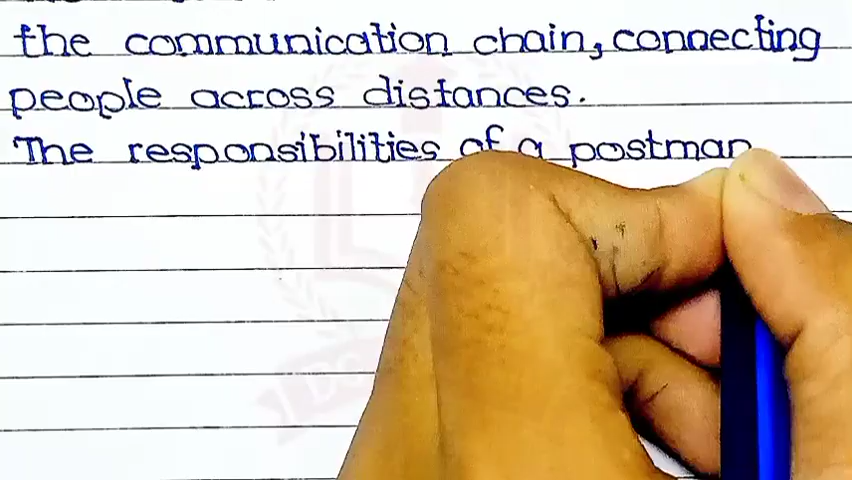 the communication chain, connecting
people across distances.
The responsibilities of a postman